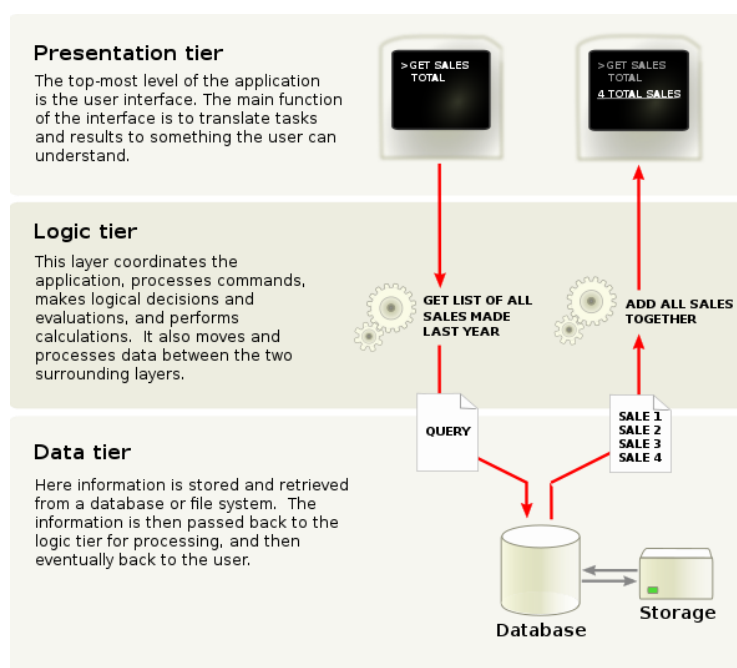 Presentation tier
The top-most level of the application
is the user interface. The main function
of the interface is to translate tasks
and results to something the user can
understand.
>GET SALES
TOTAL
>GET SALES
TOTAL
4 TOTAL SALES
Logic tier
This layer coordinates the
application, processes commands,
makes logical decisions and
evaluations, and performs
calculations.  It also moves and
processes data between the two
surrounding layers.
GET LIST OF ALL
SALES MADE
LAST YEAR
ADD ALL SALES
TOGETHER
QUERY
SALE 1
SALE 2
SALE 3
SALE 4
Data tier
Here information is stored and retrieved
from a database or file system.  The
information is then passed back to the
logic tier for processing, and then
eventually back to the user.
Database
Storage